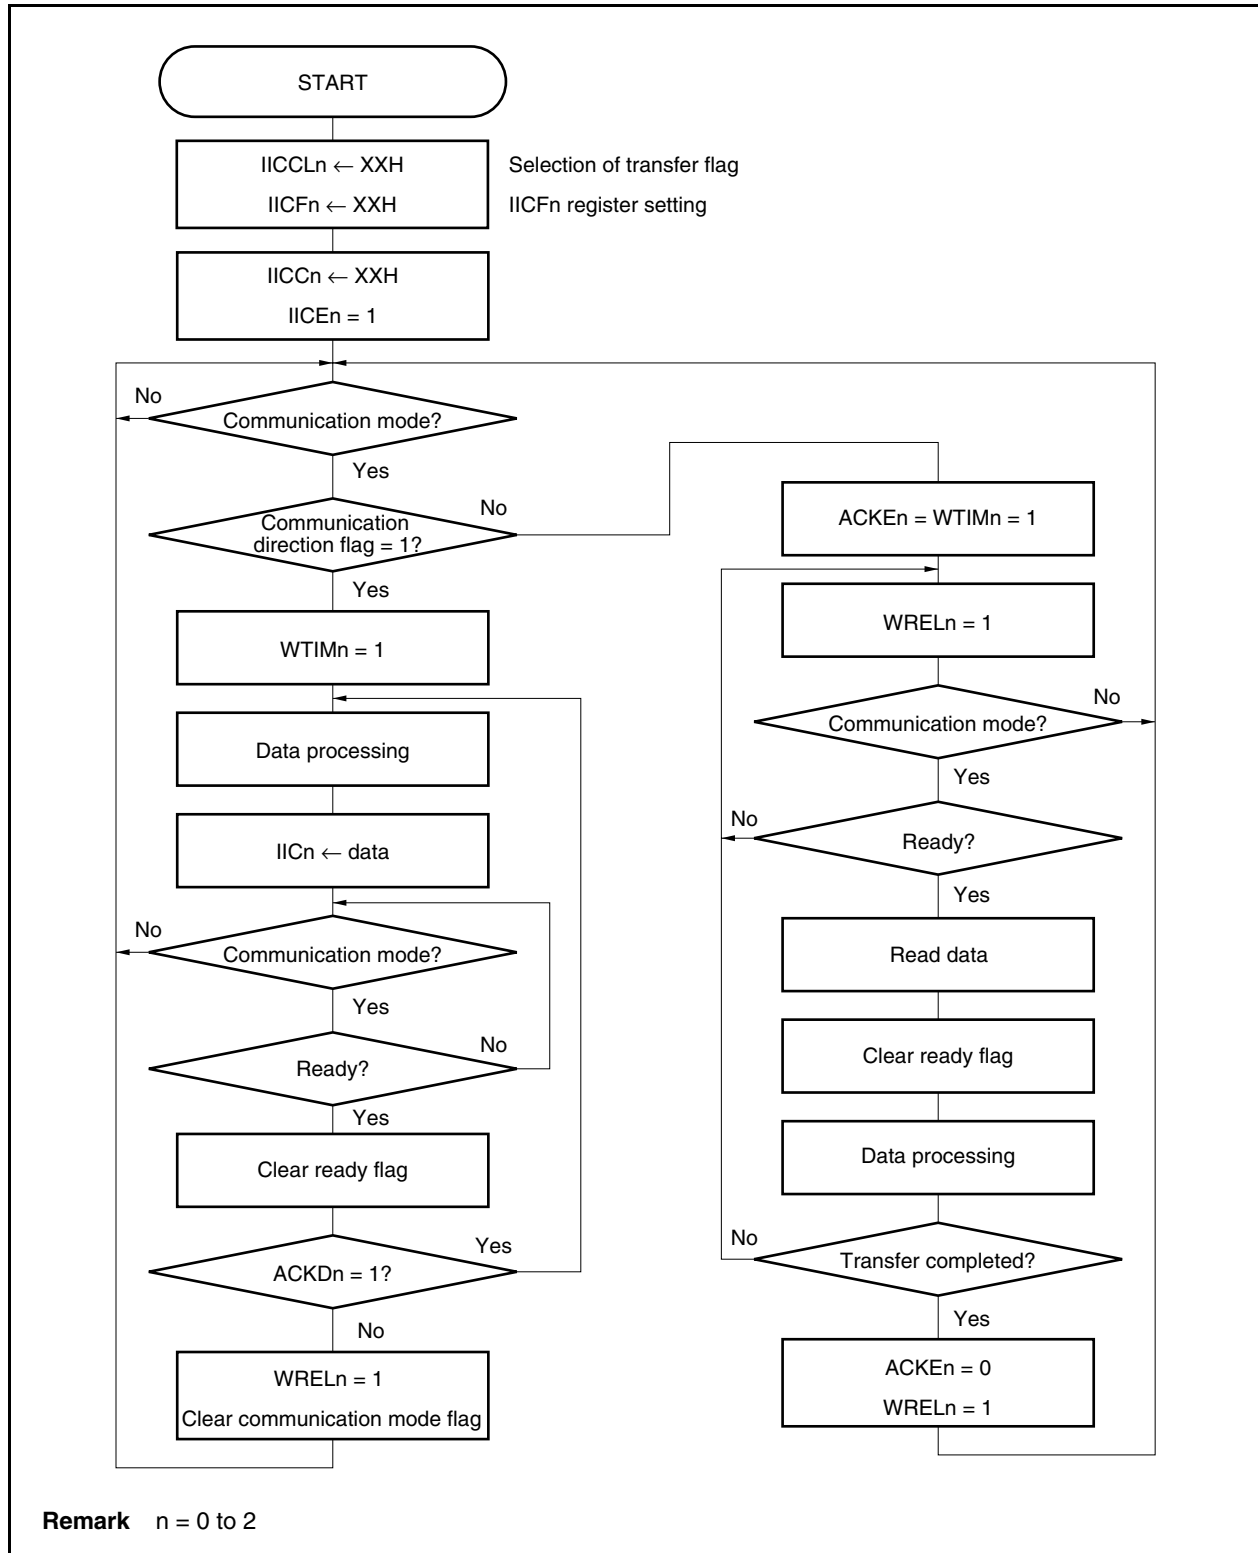 START
IICCLn ← XXH
IICFn ← XXH
Selection of transfer flag
IICFn register setting
IICCn ← XXH
IICEn = 1
No
Communication mode?
Yes
No
Communication
direction flag = 1?
Yes
WTIMn = 1
Data processing
IICn ← data
No
Communication mode?
Yes
No
Ready?
Yes
Clear ready flag
Yes
ACKDn = 1?
No
WRELn = 1
Clear communication mode flag
ACKEn = WTIMn = 1
WRELn = 1
No
Communication mode?
Yes
No
Ready?
Yes
Read data
Clear ready flag
Data processing
No
Transfer completed?
Yes
ACKEn = 0
WRELn = 1
Remark n = 0 to 2